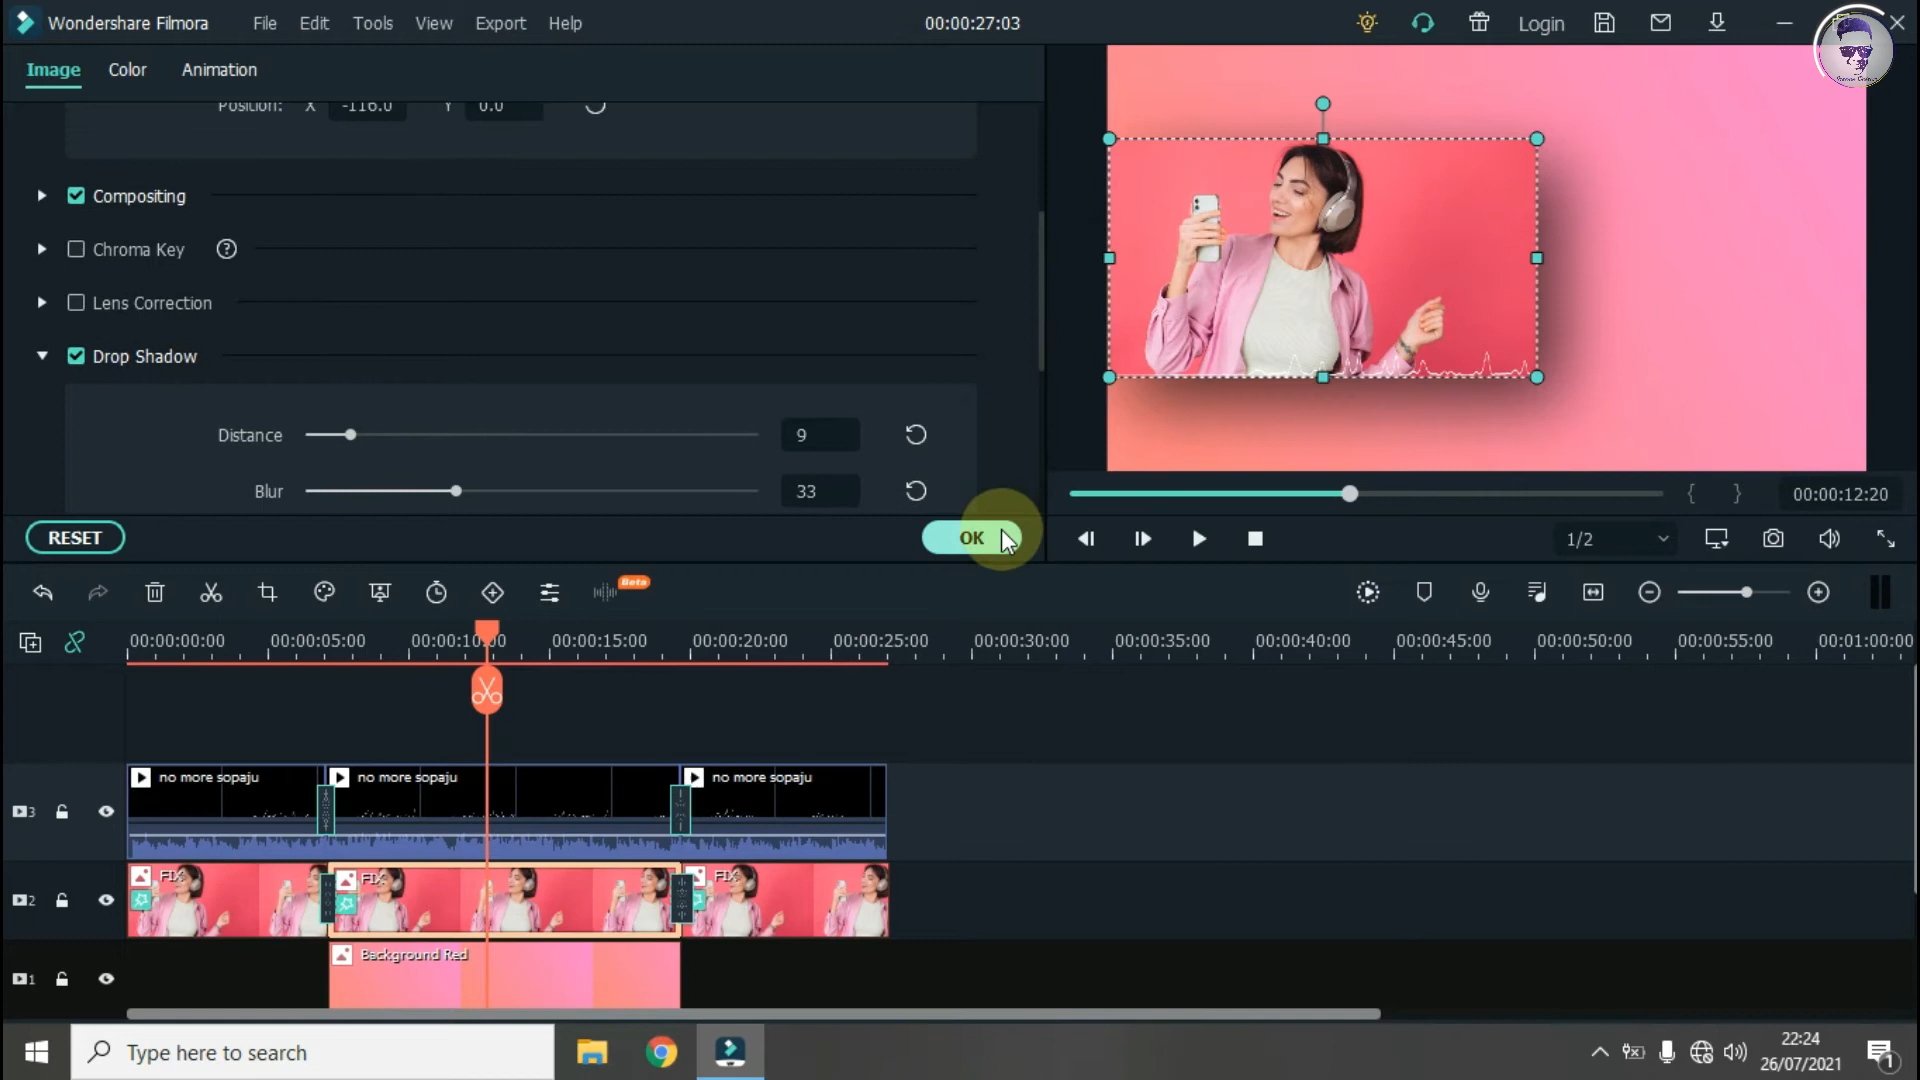 Wondershare Filmora
File
Edit
Tools
View
Export
Help
00:00:27:03
Login
Image
Color
Animation
Position:
X
-116.0
Y
0.0
Compositing
Chroma Key
Lens Correction
Drop Shadow
Distance
9
Blur
33
RESET
OK
00:00:12:20
1/2
Beta
00:00:00:00
00:00:05:00
00:00:15:00
00:00:20:00
00:00:25:00
00:00:30:00
00:00:35:00
00:00:40:00
00:00:45:00
00:00:50:00
00:00:55:00
00:01:00:00
no more sopaju
no more sopaju
no more sopaju
3
FIX
FIX
FIX
2
Background Red
1
Type here to search
22:24
26/07/2021
1